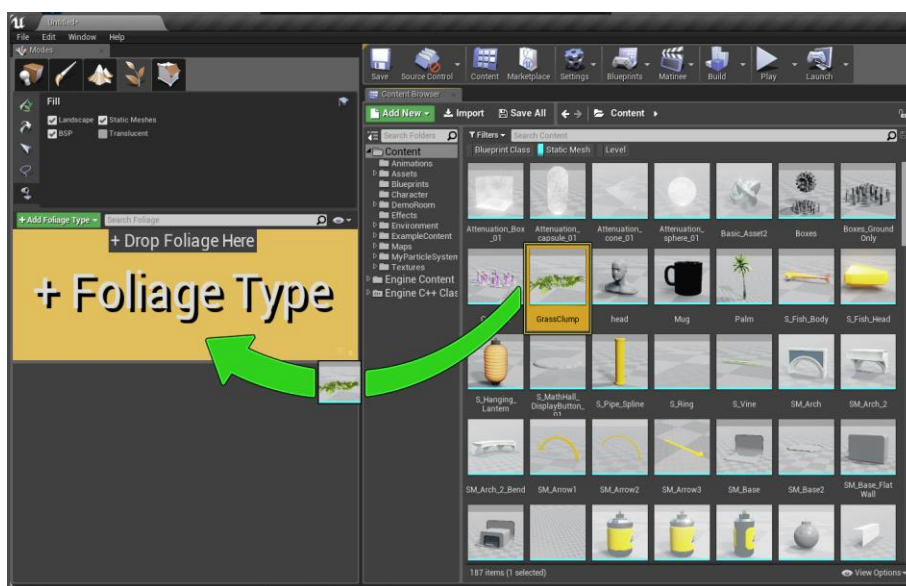 Untitled*
File Edit Window Help
Modes
Fill
Landscape Static Meshes
BSP Translucent
+Add Foliage Type Search Foliage
+ Drop Foliage Here
+ Foliage Type
Save Source Control Content Marketplace Settings Blueprints Matinee Build Play Launch
Content Browser
Add New Import Save All Content
Search Folders
Filters Search Content
Blueprint Class Static Mesh Level
Content
Animations
Assets
Blueprints
Character
DemoRoom
Effects
Environment
ExampleContent
Maps
MyParticleSystem
Textures
Engine Content
Engine C++ Clas
Attenuation_Box_01 Attenuation_capsule_01 Attenuation_cone_01 Attenuation_sphere_01 Basic_Asset2 Boxes Boxes_Ground Only
GrassClump head Mug Palm S_Fish_Body S_Fish_Head
S_Hanging_Lantern S_MathHall_DisplayButton_01 S_Pipe_Spline S_Ring S_Vine SM_Arch SM_Arch_2
SM_Arch_2_Bend SM_Arrow1 SM_Arrow2 SM_Arrow3 SM_Base SM_Base2 SM_Base_Flat Wall
187 items (1 selected) View Options